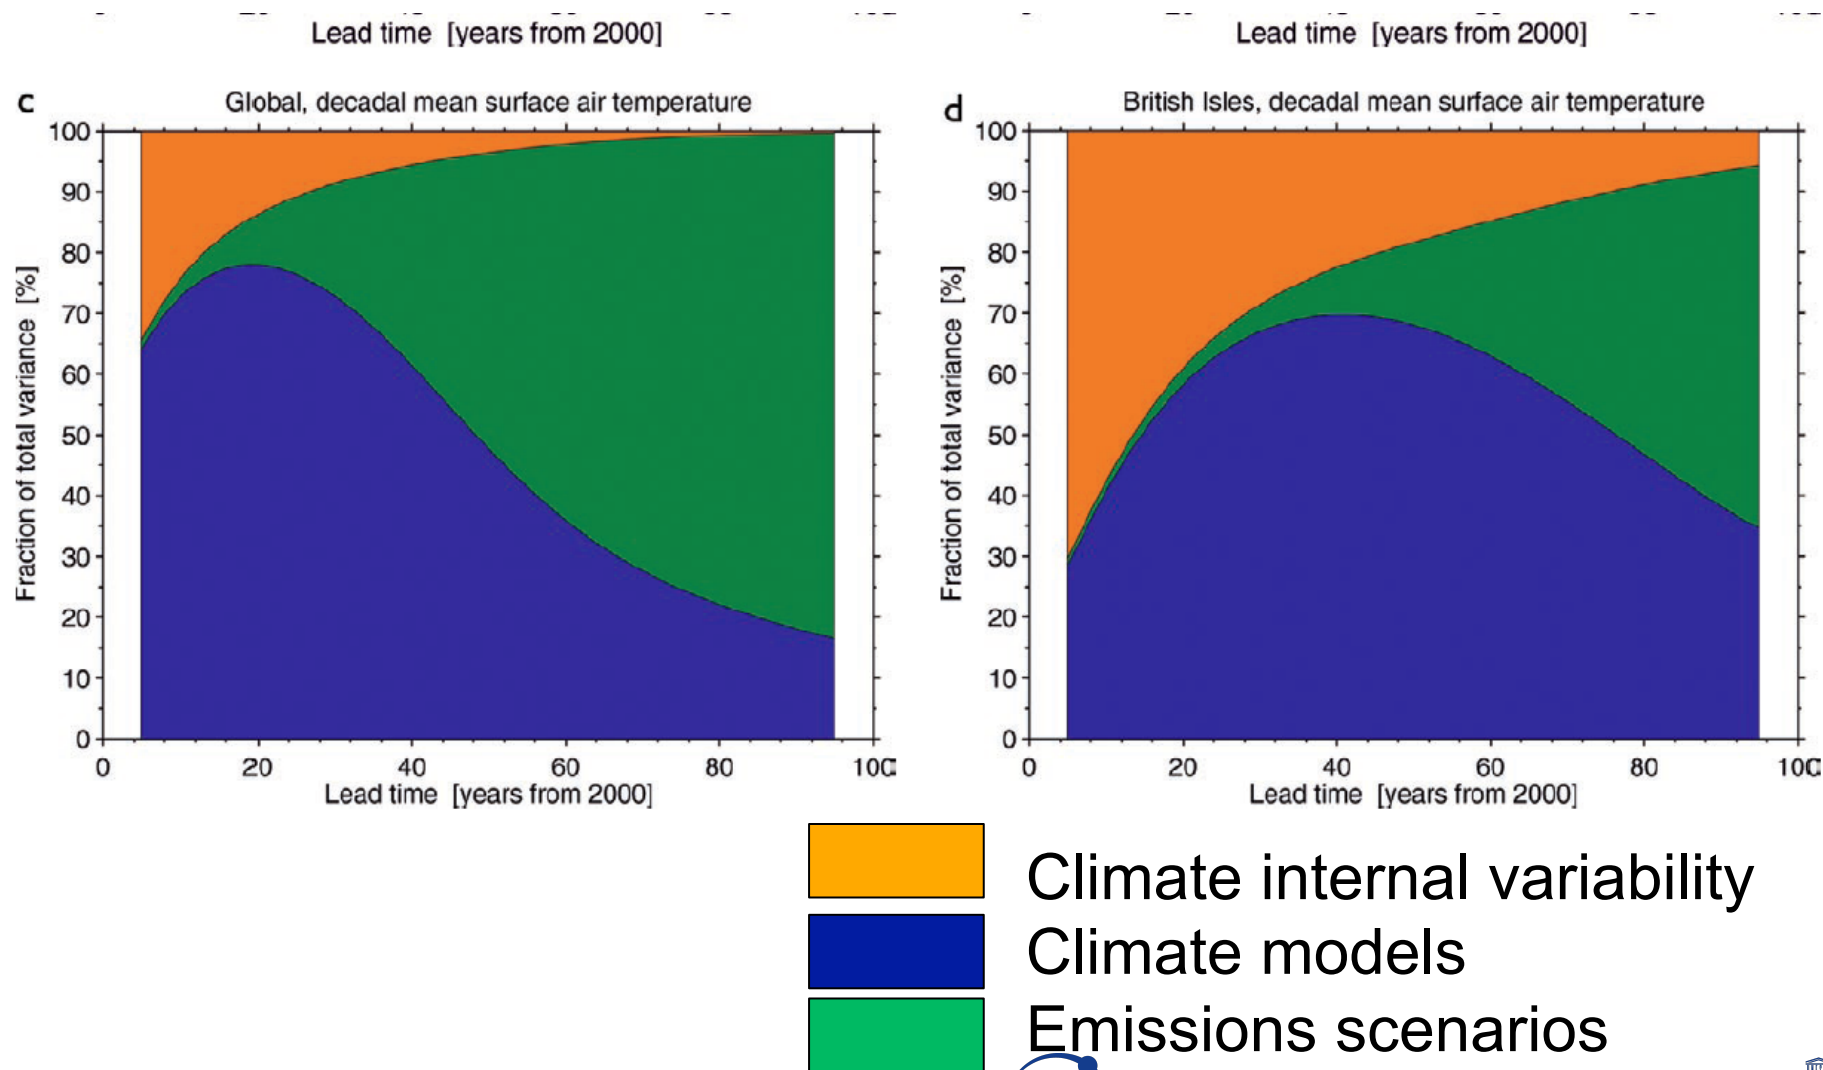 Lead time [years from 2000]
Lead time [years from 2000]
c
Global, decadal mean surface air temperature
100
90
80
70
60
50
40
30
20
10
0
Fraction of total variance [%]
0 20 40 60 80 100
Lead time [years from 2000]
d
British Isles, decadal mean surface air temperature
100
90
80
70
60
50
40
30
20
10
0
Fraction of total variance [%]
0 20 40 60 80 100
Lead time [years from 2000]
Climate internal variability
Climate models
Emissions scenarios